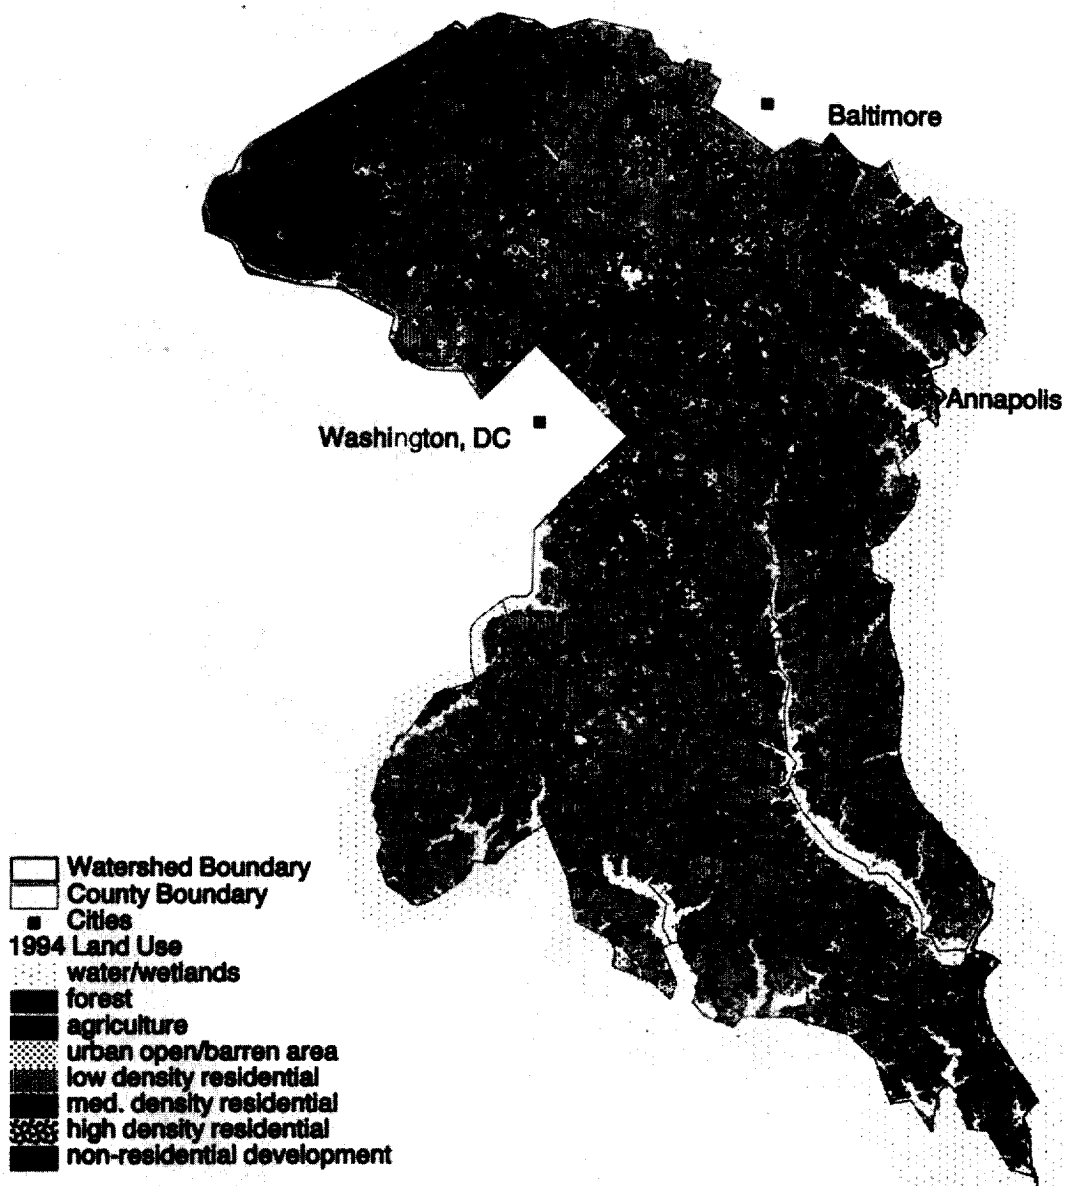 Baltimore
Annapolis
Washington, DC
Watershed Boundary
County Boundary
Cities
1994 Land Use
water/wetlands
forest
agriculture
urban open/barren area
low density residential
med. density residential
high density residential
non-residential development